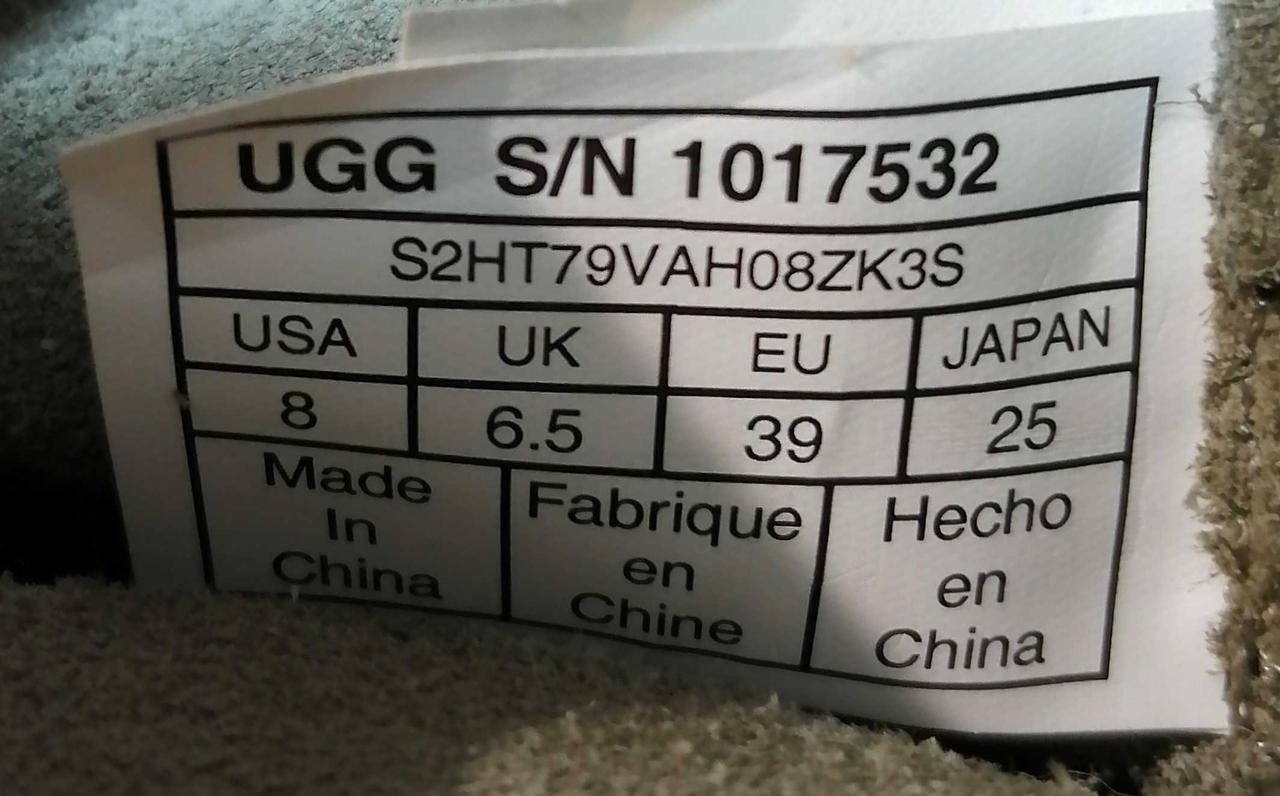 UGG S/N 1017532
S2HT79VAH08ZK3S
USA UK EU JAPAN
8 6.5 39 25
Made
In
China
Fabrique
en
Chine
Hecho
en
China